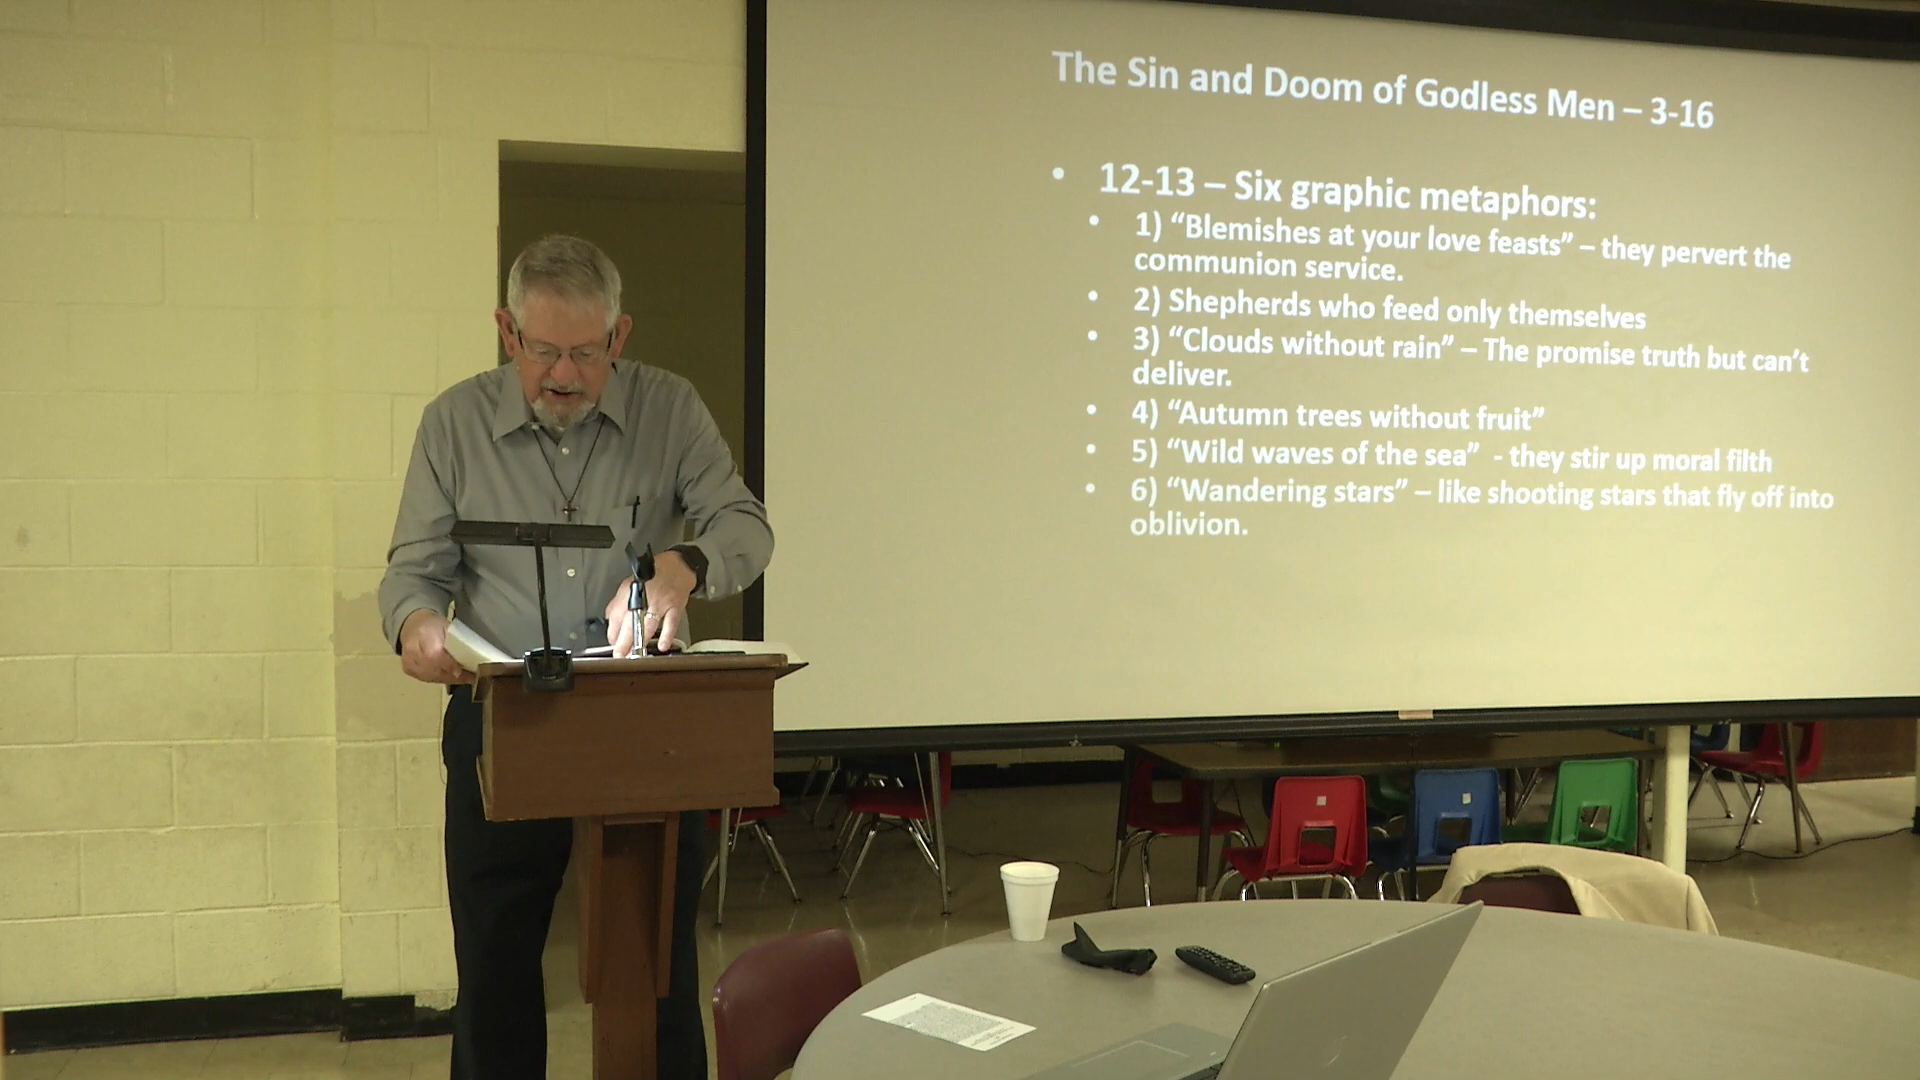 The Sin and Doom of Godless Men – 3-16
• 12-13 – Six graphic metaphors:
• 1) “Blemishes at your love feasts” – they pervert the
communion service.
• 2) Shepherds who feed only themselves
• 3) “Clouds without rain” – The promise truth but can’t
deliver.
• 4) “Autumn trees without fruit”
• 5) “Wild waves of the sea”  - they stir up moral filth
• 6) “Wandering stars” – like shooting stars that fly off into
oblivion.